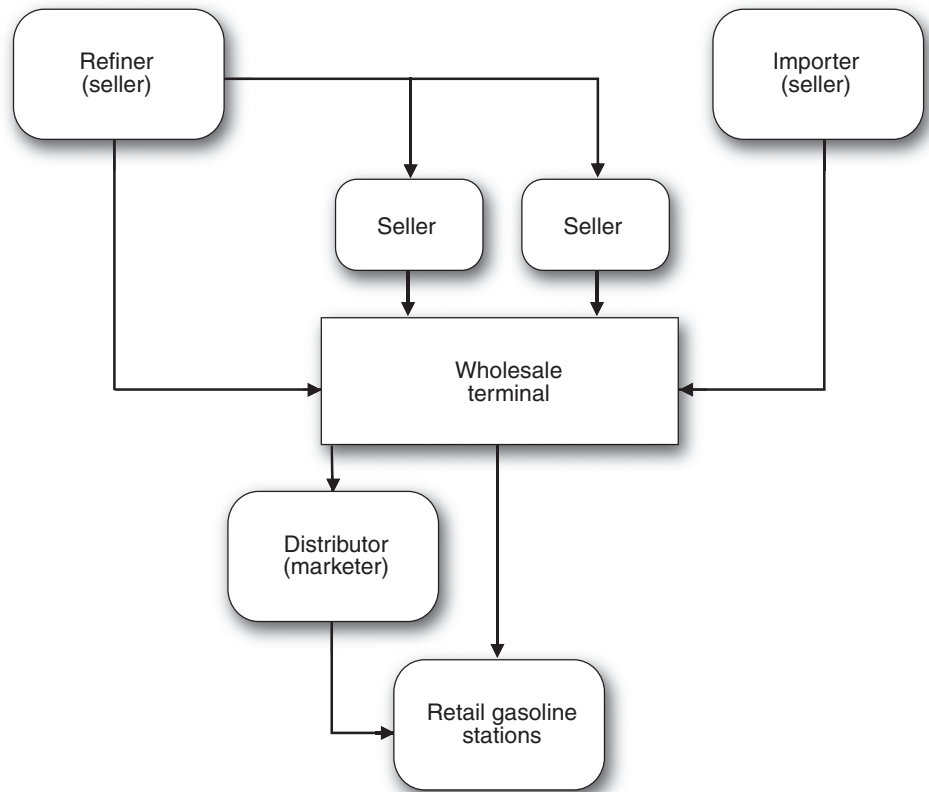 Refiner
(seller)
Importer
(seller)
Seller
Seller
Wholesale
terminal
Distributor
(marketer)
Retail gasoline
stations